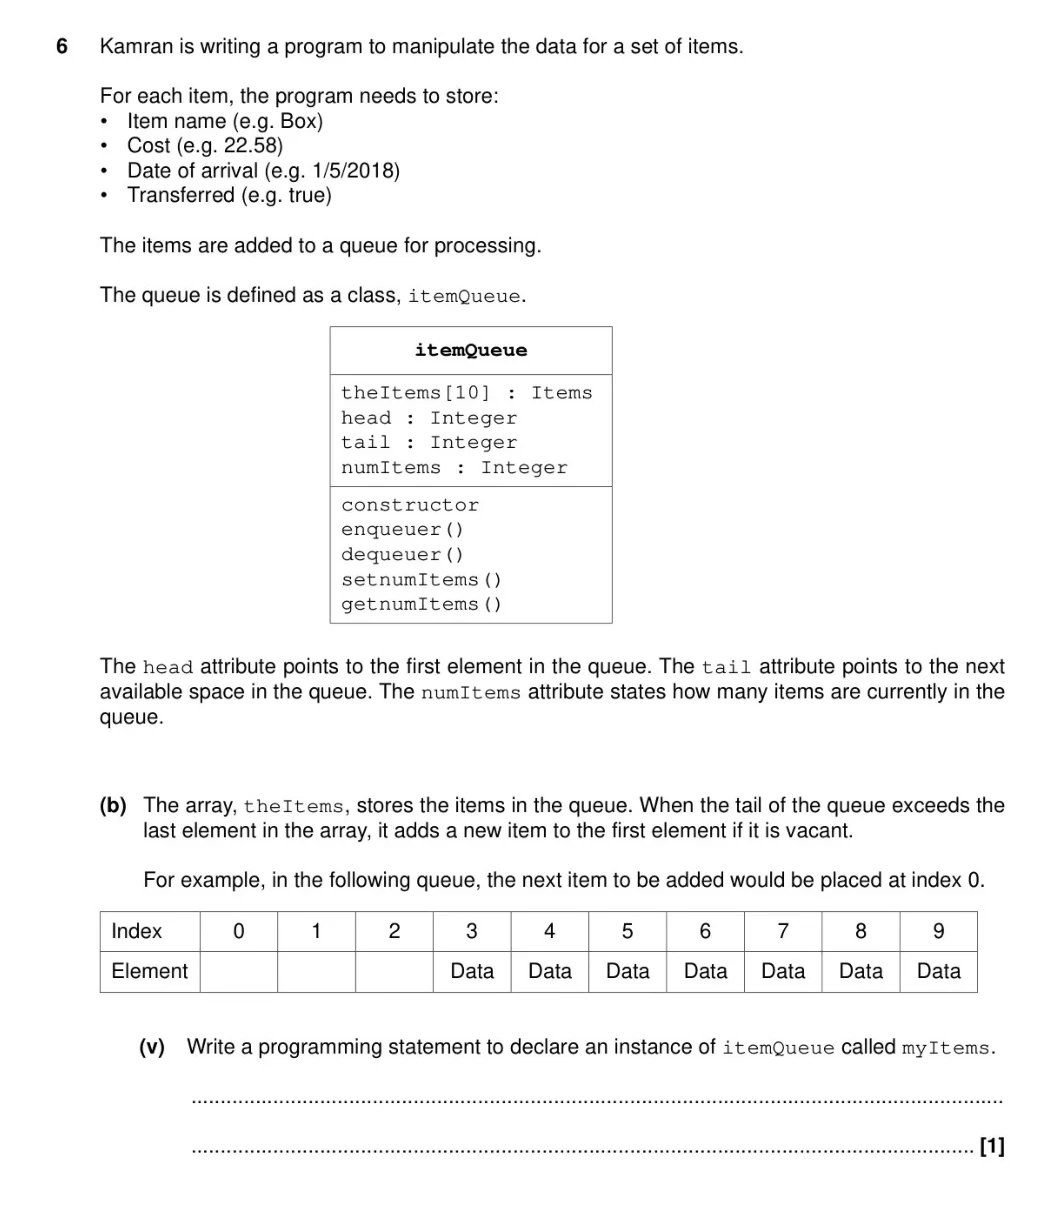 6 Kamran is writing a program to manipulate the data for a set of items.
For each item, the program needs to store:
• Item name (e.g. Box)
• Cost (e.g. 22.58)
• Date of arrival (e.g. 1/5/2018)
• Transferred (e.g. true)
The items are added to a queue for processing.
The queue is defined as a class, itemQueue.
itemQueue
theItems[10] : Items
head : Integer
tail : Integer
numItems : Integer
constructor
enqueuer()
dequeuer()
setnumItems()
getnumItems()
The head attribute points to the first element in the queue. The tail attribute points to the next
available space in the queue. The numItems attribute states how many items are currently in the
queue.
(b) The array, theItems, stores the items in the queue. When the tail of the queue exceeds the
last element in the array, it adds a new item to the first element if it is vacant.
For example, in the following queue, the next item to be added would be placed at index 0.
Index 0 1 2 3 4 5 6 7 8 9
Element Data Data Data Data Data Data Data
(v) Write a programming statement to declare an instance of itemQueue called myItems.
[1]